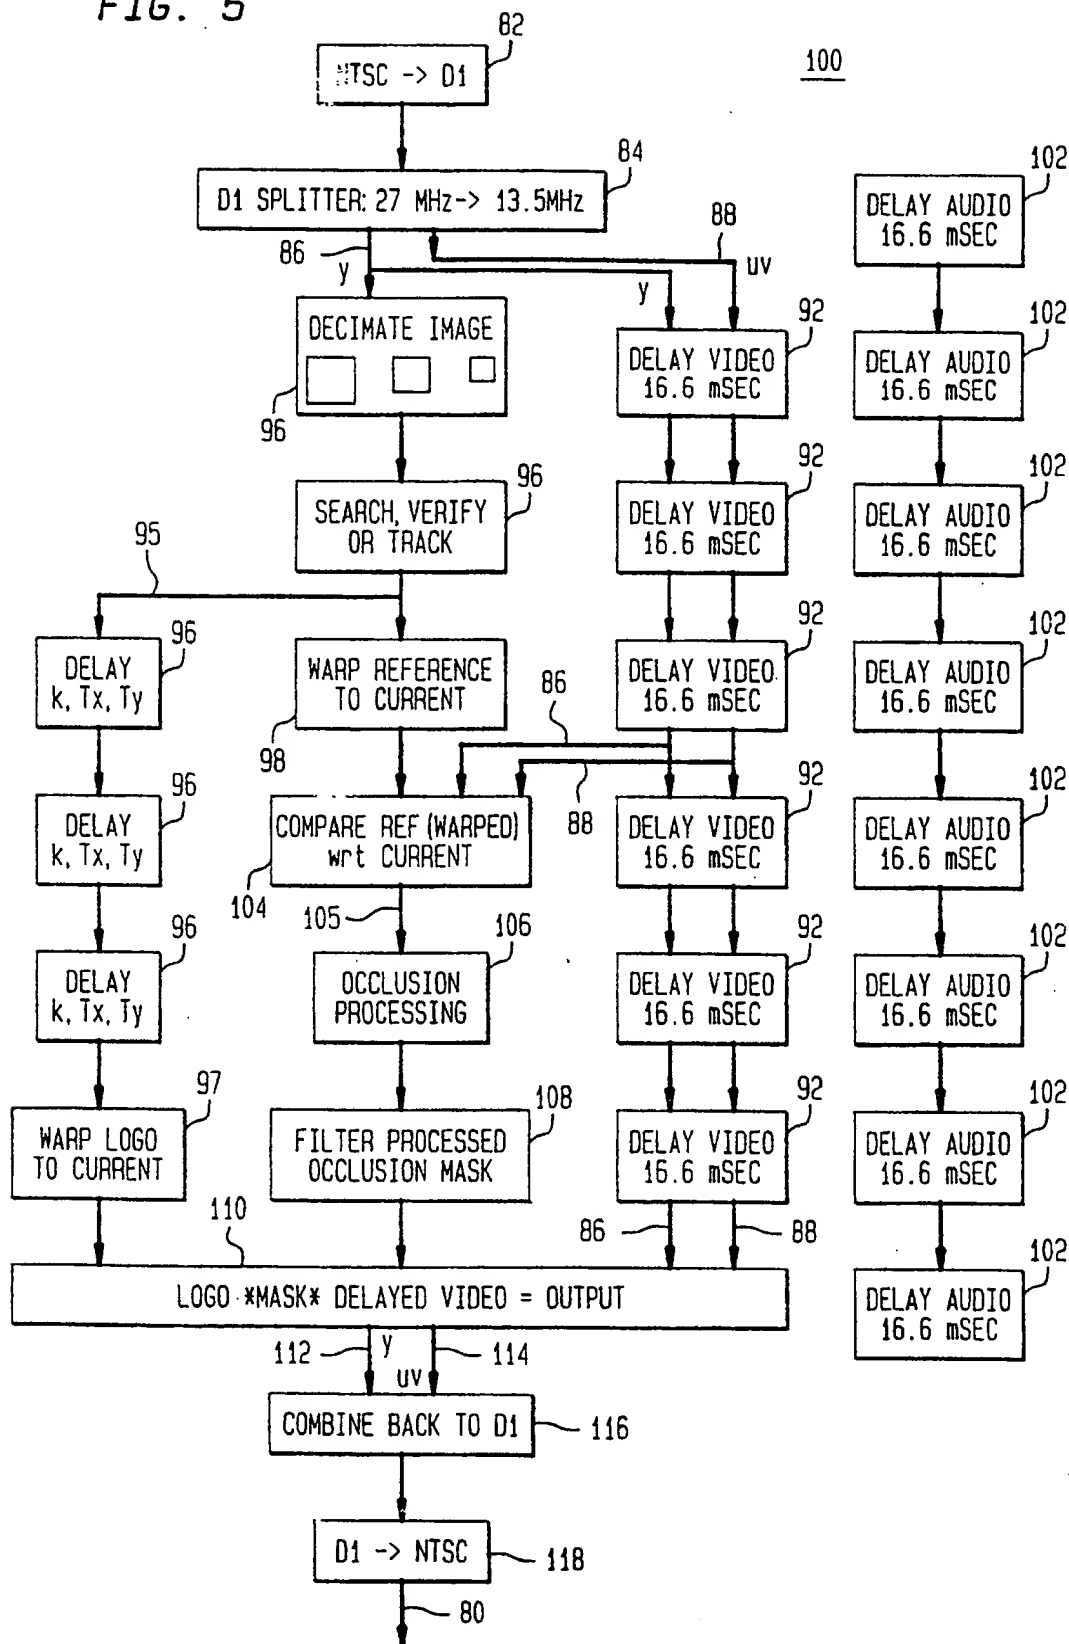 FIG. 5
82
100
NTSC -> D1
84
D1 SPLITTER: 27 MHz-> 13.5MHz
102
DELAY AUDIO
16.6 mSEC
86
88
y
y
uv
DECIMATE IMAGE
96
92
DELAY VIDEO
16.6 mSEC
102
DELAY AUDIO
16.6 mSEC
96
SEARCH, VERIFY
OR TRACK
92
DELAY VIDEO
16.6 mSEC
102
DELAY AUDIO
16.6 mSEC
95
96
DELAY
k, Tx, Ty
WARP REFERENCE
TO CURRENT
98
86
92
DELAY VIDEO
16.6 mSEC
102
DELAY AUDIO
16.6 mSEC
96
DELAY
k, Tx, Ty
COMPARE REF (WARPED)
wrt CURRENT
104
88
92
DELAY VIDEO
16.6 mSEC
102
DELAY AUDIO
16.6 mSEC
105
96
DELAY
k, Tx, Ty
106
OCCLUSION
PROCESSING
92
DELAY VIDEO
16.6 mSEC
102
DELAY AUDIO
16.6 mSEC
97
WARP LOGO
TO CURRENT
108
FILTER PROCESSED
OCCLUSION MASK
92
DELAY VIDEO
16.6 mSEC
102
DELAY AUDIO
16.6 mSEC
110
86
88
LOGO *MASK* DELAYED VIDEO = OUTPUT
102
DELAY AUDIO
16.6 mSEC
112
y
114
uv
COMBINE BACK TO D1
116
D1 -> NTSC
118
80